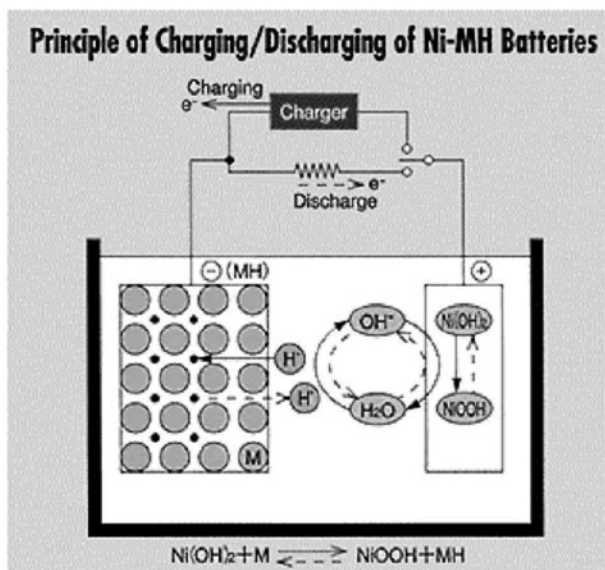 Principle of Charging/Discharging of Ni-MH Batteries
Charging
e⁻
Charger
e⁻
Discharge
⊖ (MH)
⊕
OH⁻
Ni(OH)₂
H⁺
H⁺
H₂O
NiOOH
M
Ni(OH)₂+M ⇄ NiOOH+MH